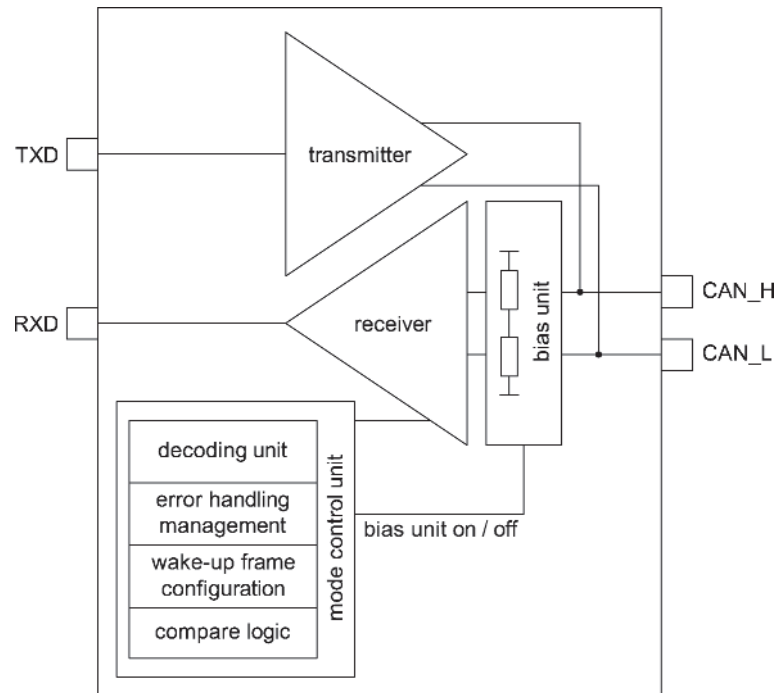 TXD
transmitter
CAN_H
RXD
receiver
bias unit
CAN_L
decoding unit
error handling
management
wake-up frame
configuration
compare logic
mode control unit
bias unit on / off